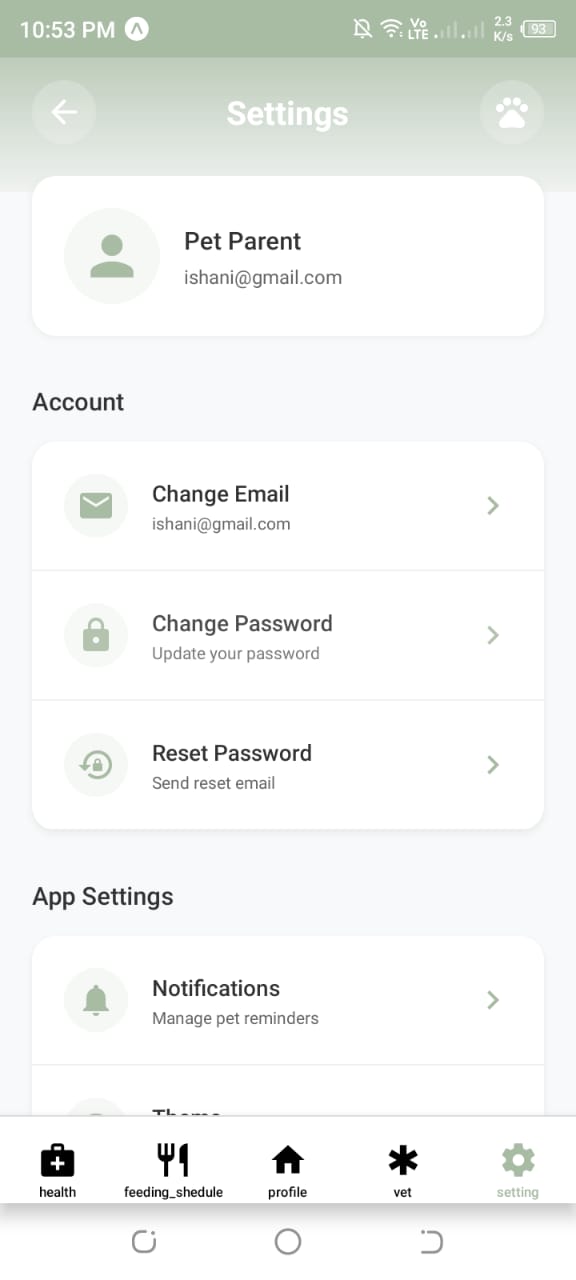 10:53 PM
Vo LTE
2.3 K/s
93
Settings
Pet Parent
ishani@gmail.com
Account
Change Email
ishani@gmail.com
Change Password
Update your password
Reset Password
Send reset email
App Settings
Notifications
Manage pet reminders
health
feeding_shedule
profile
vet
setting